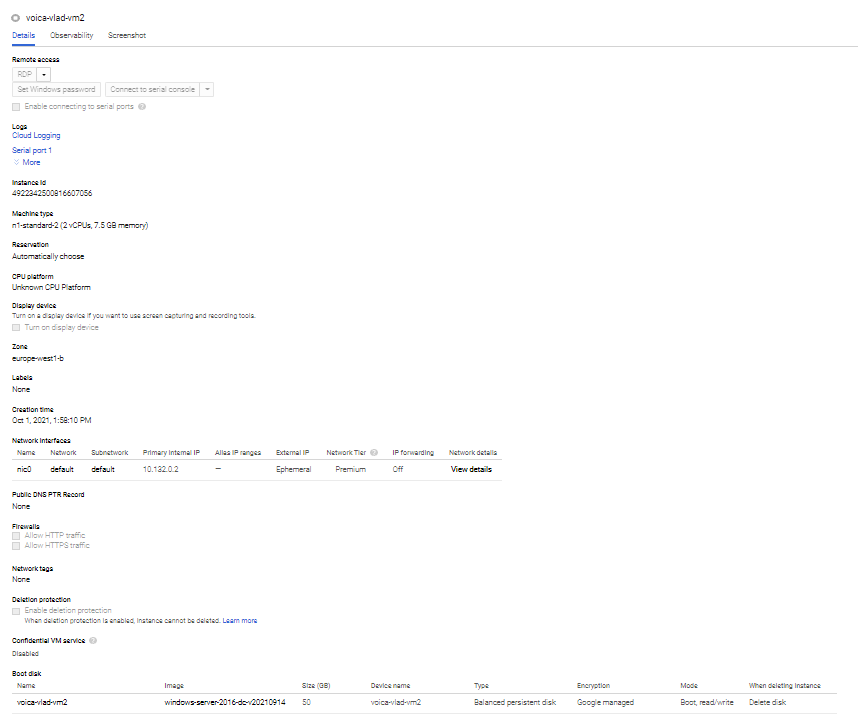 voica-vlad-vm2
Details Observability Screenshot
Remote access
RDP
Set Windows password Connect to serial console
Enable connecting to serial ports
Logs
Cloud Logging
Serial port 1
More
Instance Id
4922342500816607056
Machine type
n1-standard-2 (2 vCPUs, 7.5 GB memory)
Reservation
Automatically choose
CPU platform
Unknown CPU Platform
Display device
Turn on a display device if you want to use screen capturing and recording tools.
Turn on display device
Zone
europe-west1-b
Labels
None
Creation time
Oct 1, 2021, 1:58:10 PM
Network interfaces
Name Network Subnetwork Primary internal IP Alias IP ranges External IP Network Tier IP forwarding Network details
nic0 default default 10.132.0.2 — Ephemeral Premium Off View details
Public DNS PTR Record
None
Firewalls
Allow HTTP traffic
Allow HTTPS traffic
Network tags
None
Deletion protection
Enable deletion protection
When deletion protection is enabled, instance cannot be deleted. Learn more
Confidential VM service
Disabled
Boot disk
Name Image Size (GB) Device name Type Encryption Mode When deleting instance
voica-vlad-vm2 windows-server-2016-dc-v20210914 50 voica-vlad-vm2 Balanced persistent disk Google managed Boot, read/write Delete disk